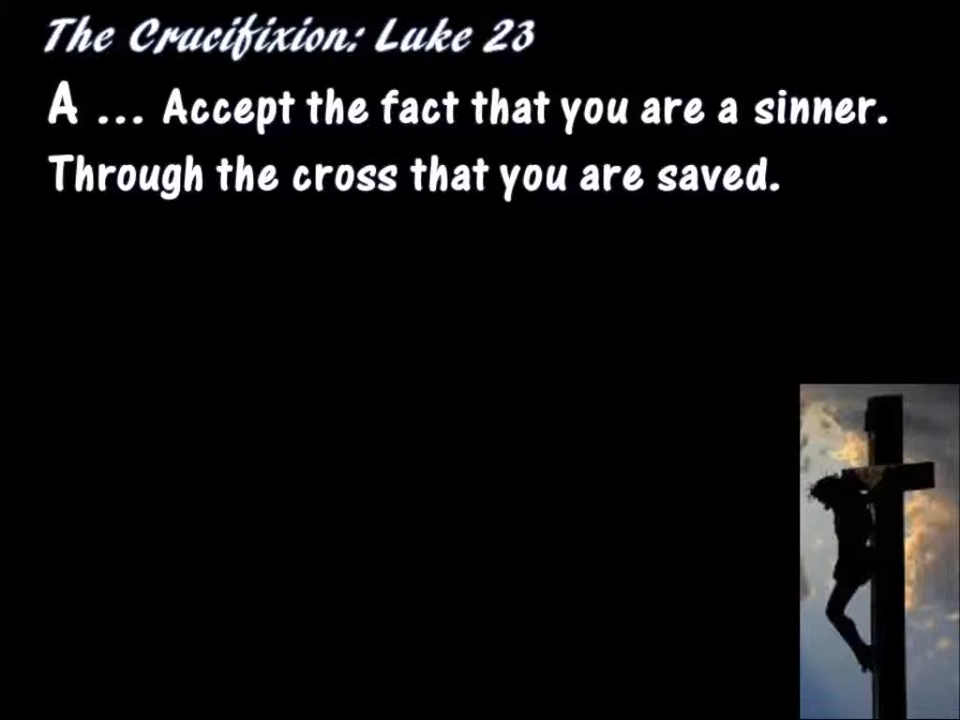 The Crucifixion: Luke 23
A ... Accept the fact that you are a sinner.
Through the cross that you are saved.